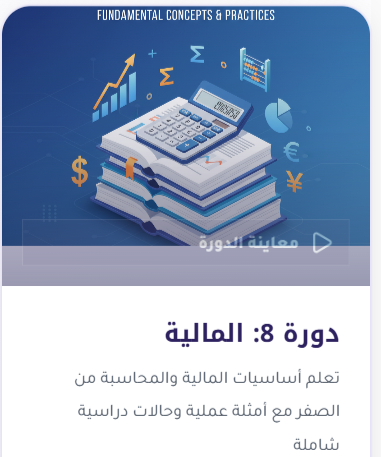 FUNDAMENTAL CONCEPTS & PRACTICES
معاينة الدورة
دورة 8: المالية
تعلم أساسيات المالية والمحاسبة من
الصفر مع أمثلة عملية وحالات دراسية
شاملة